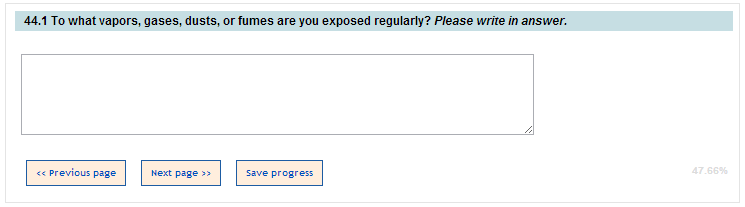 44.1 To what vapors, gases, dusts, or fumes are you exposed regularly? Please write in answer.
<< Previous page
Next page >>
Save progress
47.66%